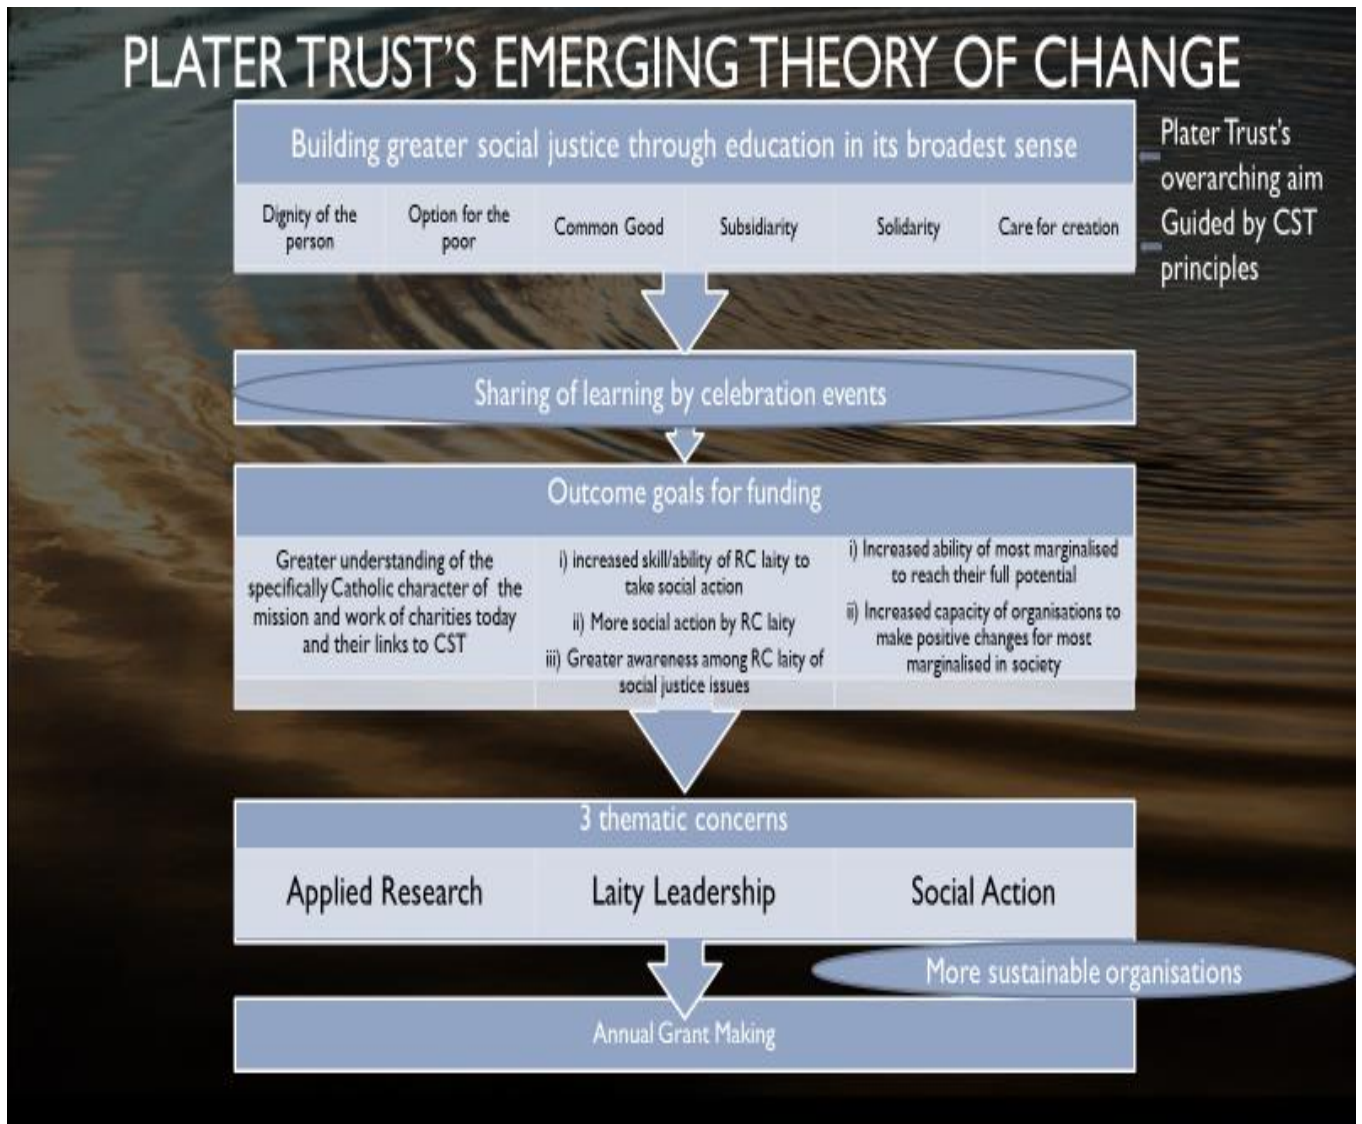 PLATER TRUST'S EMERGING THEORY OF CHANGE
Building greater social justice through education in its broadest sense
Dignity of the
person
Option for the
poor
Common Good
Subsidiarity
Solidarity
Care for creation
Plater Trust's
overarching aim
Guided by CST
principles
Sharing of learning by celebration events
Outcome goals for funding
Greater understanding of the
specifically Catholic character of the
mission and work of charities today
and their links to CST
i) increased skill/ability of RC laity to
take social action
ii) More social action by RC laity
iii) Greater awareness among RC laity of
social justice issues
i) Increased ability of most marginalised
to reach their full potential
ii) Increased capacity of organisations to
make positive changes for most
marginalised in society
3 thematic concerns
Applied Research
Laity Leadership
Social Action
More sustainable organisations
Annual Grant Making